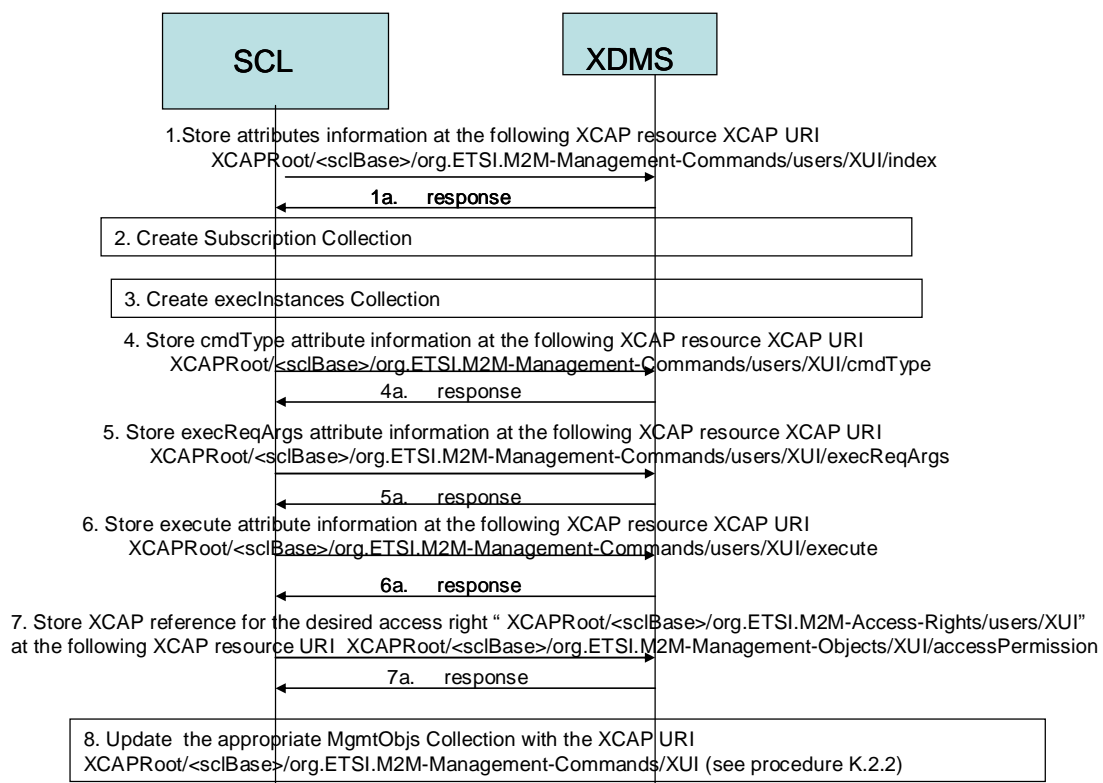 SCL
XDMS
1.Store attributes information at the following XCAP resource XCAP URI
XCAPRoot/<sclBase>/org.ETSI.M2M-Management-Commands/users/XUI/index
1a. response
2. Create Subscription Collection
3. Create execInstances Collection
4. Store cmdType attribute information at the following XCAP resource XCAP URI
XCAPRoot/<sclBase>/org.ETSI.M2M-Management-Commands/users/XUI/cmdType
4a. response
5. Store execReqArgs attribute information at the following XCAP resource XCAP URI
XCAPRoot/<sclBase>/org.ETSI.M2M-Management-Commands/users/XUI/execReqArgs
5a. response
6. Store execute attribute information at the following XCAP resource XCAP URI
XCAPRoot/<sclBase>/org.ETSI.M2M-Management-Commands/users/XUI/execute
6a. response
7. Store XCAP reference for the desired access right “ XCAPRoot/<sclBase>/org.ETSI.M2M-Access-Rights/users/XUI”
at the following XCAP resource URI XCAPRoot/<sclBase>/org.ETSI.M2M-Management-Objects/XUI/accessPermission
7a. response
8. Update the appropriate MgmtObjs Collection with the XCAP URI
XCAPRoot/<sclBase>/org.ETSI.M2M-Management-Commands/XUI (see procedure K.2.2)